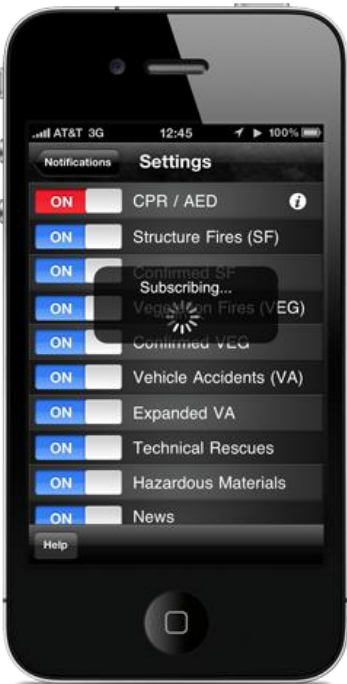 AT&T 3G 12:45 100%
Notifications Settings
ON CPR / AED i
ON Structure Fires (SF)
ON Confirmed SF
Subscribing...
ON Vegetation Fires (VEG)
ON Confirmed VEG
ON Vehicle Accidents (VA)
ON Expanded VA
ON Technical Rescues
ON Hazardous Materials
ON News
Help